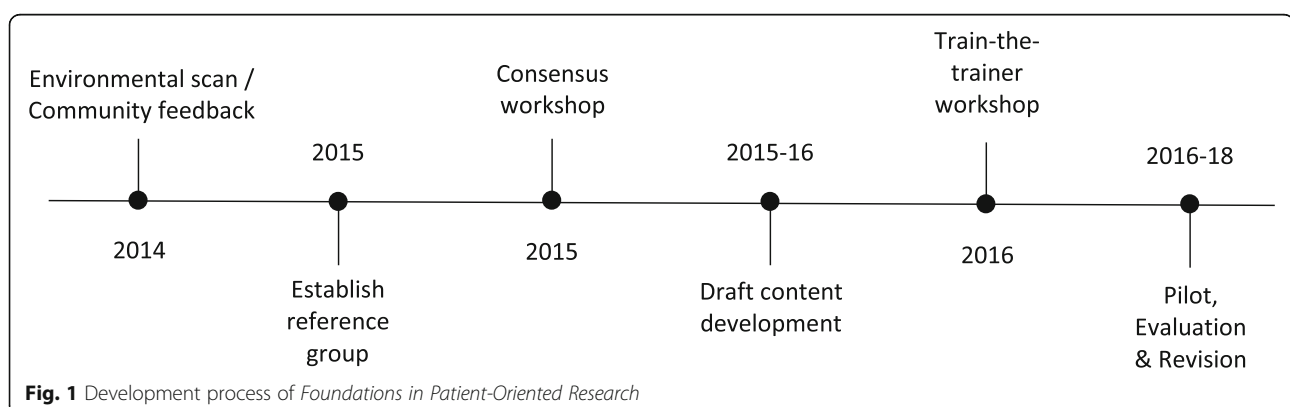 Environmental scan /
Community feedback
2014
2015
Establish
reference
group
Consensus
workshop
2015
2015-16
Draft content
development
Train-the-
trainer
workshop
2016
2016-18
Pilot,
Evaluation
& Revision
Fig. 1 Development process of Foundations in Patient-Oriented Research